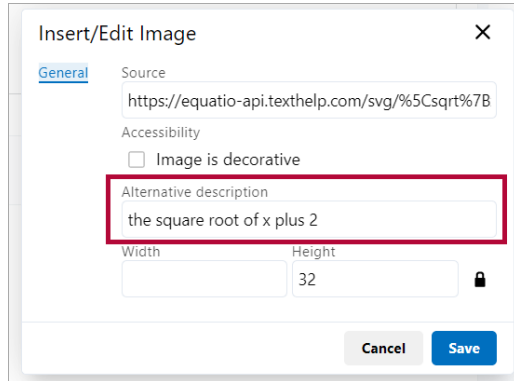 Insert/Edit Image
General
Source
https://equatio-api.texthelp.com/svg/%5Csqrt%7B
Accessibility
Image is decorative
Alternative description
the square root of x plus 2
Width Height
32
Cancel Save